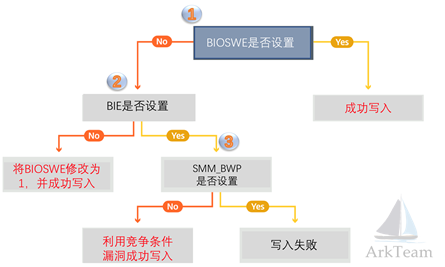 1
BIOSWE是否设置
No
Yes
2
BIE是否设置
成功写入
No
Yes
3
将BIOSWE修改为
1，并成功写入
SMM_BWP
是否设置
No
Yes
利用竞争条件
漏洞成功写入
写入失败
ArkTeam